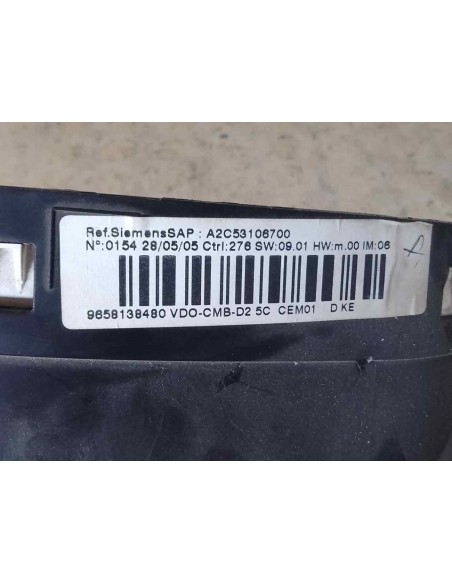 Ref.SiemensSAP : A2C53106700
N°:0154 28/05/05 Ctrl:276 SW:09.01 HW:m.00 IM:06
9658138480 VDO-CMB-D2 5C CEM01 D KE